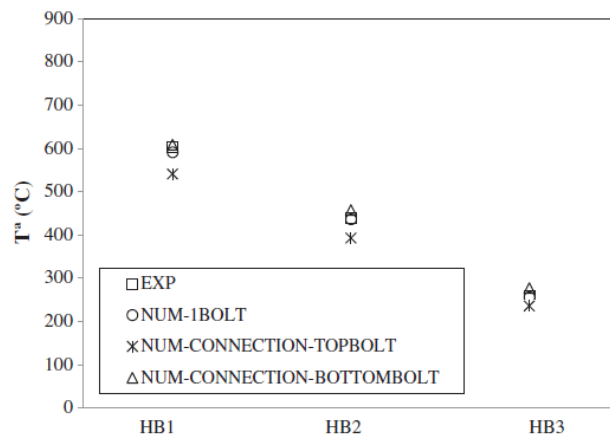 900
800
700
600
500
400
300
200
100
0
Tª (ºC)
□ EXP
○ NUM-1BOLT
NUM-CONNECTION-TOPBOLT
△ NUM-CONNECTION-BOTTOMBOLT
HB1 HB2 HB3